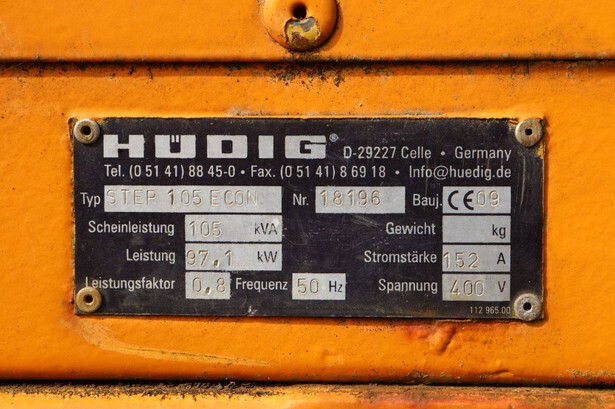 HÜDIG® D-29227 Celle · Germany
Tel. (0 51 41) 88 45-0 · Fax. (0 51 41) 8 69 18 · Info@huedig.de
Typ STEP 105 ECON Nr. 18196 Bauj. CE 09
Scheinleistung 105 kVA Gewicht kg
Leistung 97,1 kW Stromstärke 152 A
Leistungsfaktor 0,8 Frequenz 50 Hz Spannung 400 V
112 965.00